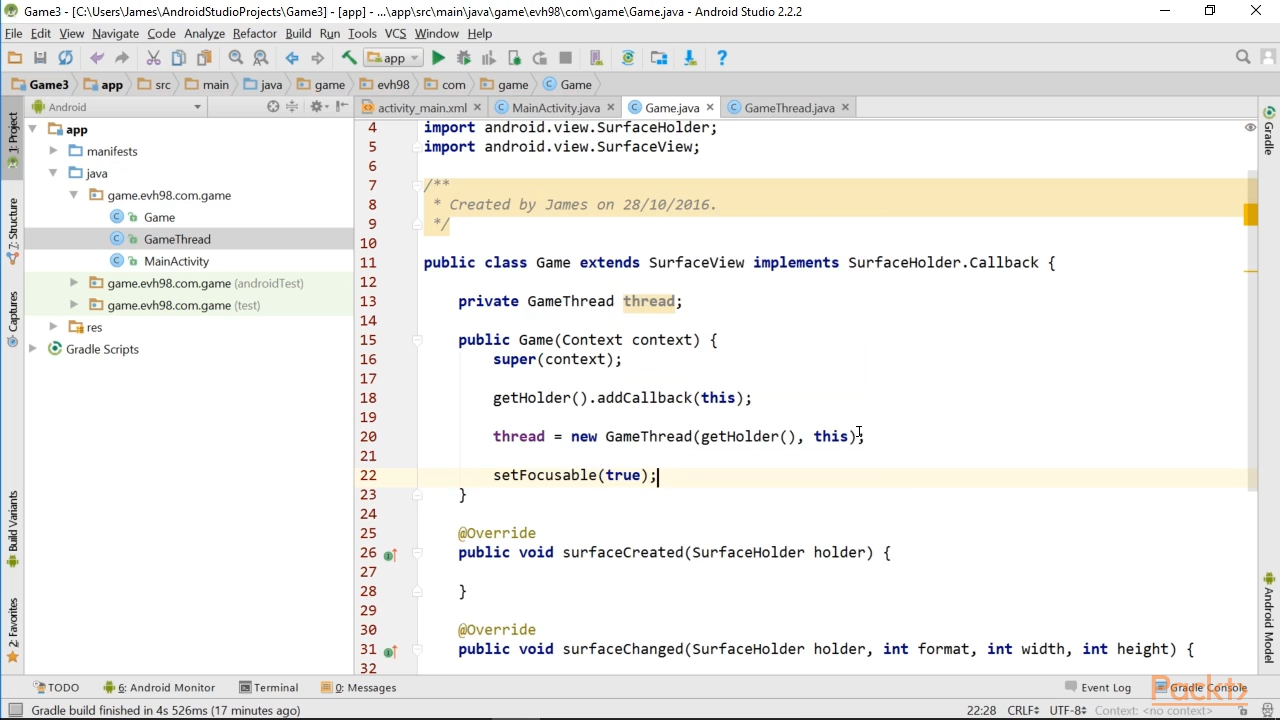 Game3 - [C:\Users\James\AndroidStudioProjects\Game3] - [app] - ...\app\src\main\java\game\evh98\com\game\Game.java - Android Studio 2.2.2
File Edit View Navigate Code Analyze Refactor Build Run Tools VCS Window Help
app
Game3 app src main java game evh98 com game Game
Android
activity_main.xml MainActivity.java Game.java GameThread.java
1: Project
7: Structure
Captures
Build Variants
2: Favorites
app
manifests
java
game.evh98.com.game
Game
GameThread
MainActivity
game.evh98.com.game (androidTest)
game.evh98.com.game (test)
res
Gradle Scripts
4 import android.view.SurfaceHolder;
5 import android.view.SurfaceView;
6
7 /**
8 * Created by James on 28/10/2016.
9 */
10
11 public class Game extends SurfaceView implements SurfaceHolder.Callback {
12
13 private GameThread thread;
14
15 public Game(Context context) {
16 super(context);
17
18 getHolder().addCallback(this);
19
20 thread = new GameThread(getHolder(), this);
21
22 setFocusable(true);
23 }
24
25 @Override
26 public void surfaceCreated(SurfaceHolder holder) {
27
28 }
29
30 @Override
31 public void surfaceChanged(SurfaceHolder holder, int format, int width, int height) {
32
Gradle
Android Model
TODO 6: Android Monitor Terminal 0: Messages Event Log Gradle Console
Packt>
Gradle build finished in 4s 526ms (17 minutes ago) 22:28 CRLF UTF-8 Context: <no context>